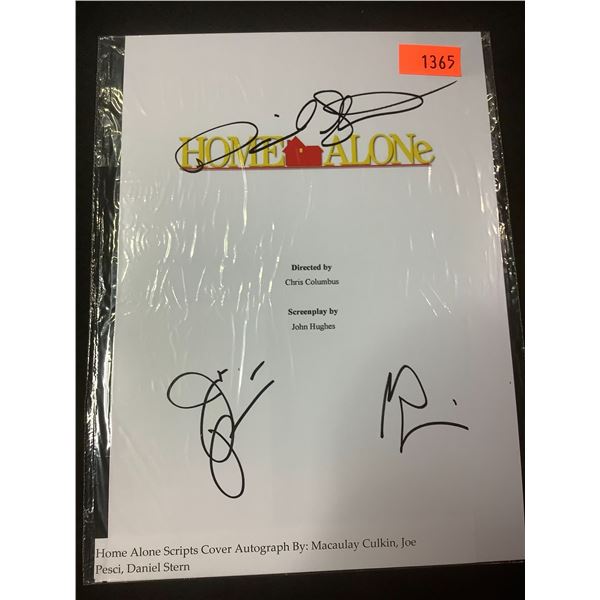 1365
HOME ALONe
Directed by
Chris Columbus
Screenplay by
John Hughes
Home Alone Scripts Cover Autograph By: Macaulay Culkin, Joe
Pesci, Daniel Stern